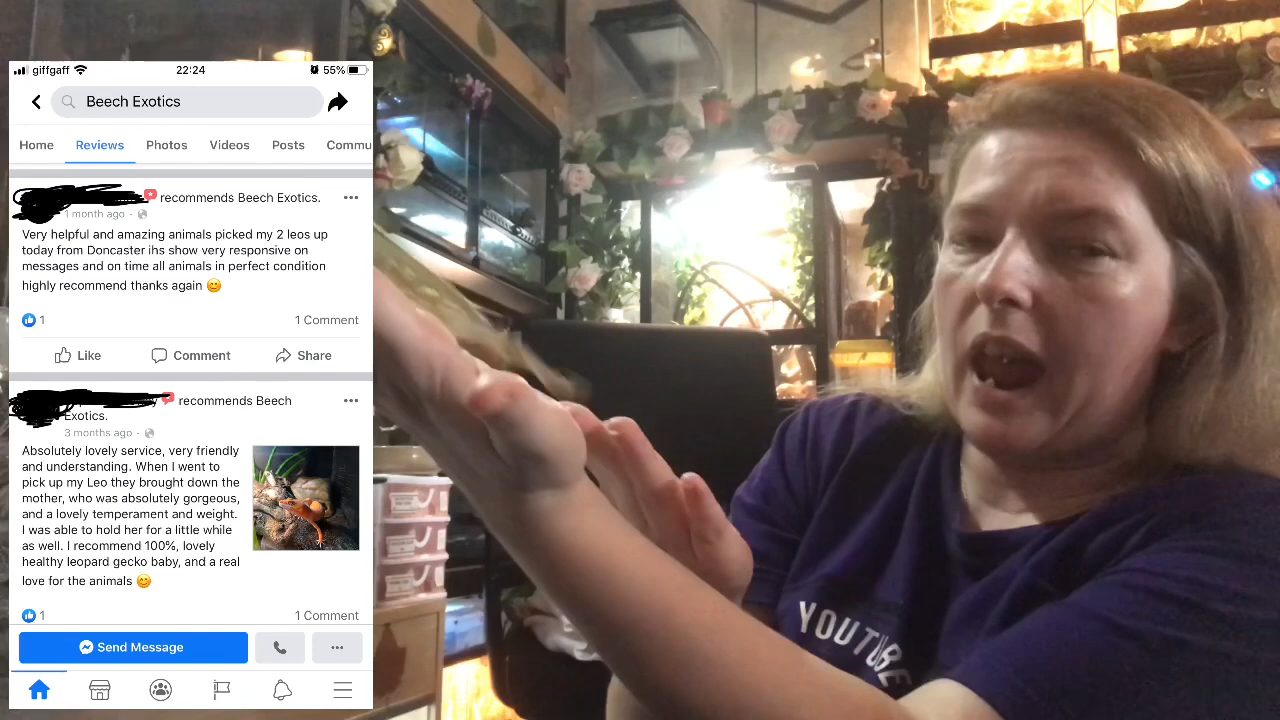 giffgaff 22:24 55%
Beech Exotics
Home Reviews Photos Videos Posts Commu
recommends Beech Exotics.
1 month ago
Very helpful and amazing animals picked my 2 leos up
today from Doncaster ihs show very responsive on
messages and on time all animals in perfect condition
highly recommend thanks again 😊
1 1 Comment
Like Comment Share
recommends Beech
Exotics.
3 months ago
Absolutely lovely service, very friendly
and understanding. When I went to
pick up my Leo they brought down the
mother, who was absolutely gorgeous,
and a lovely temperament and weight.
I was able to hold her for a little while
as well. I recommend 100%, lovely
healthy leopard gecko baby, and a real
love for the animals 😊
1 1 Comment
Send Message
YOUTUBE